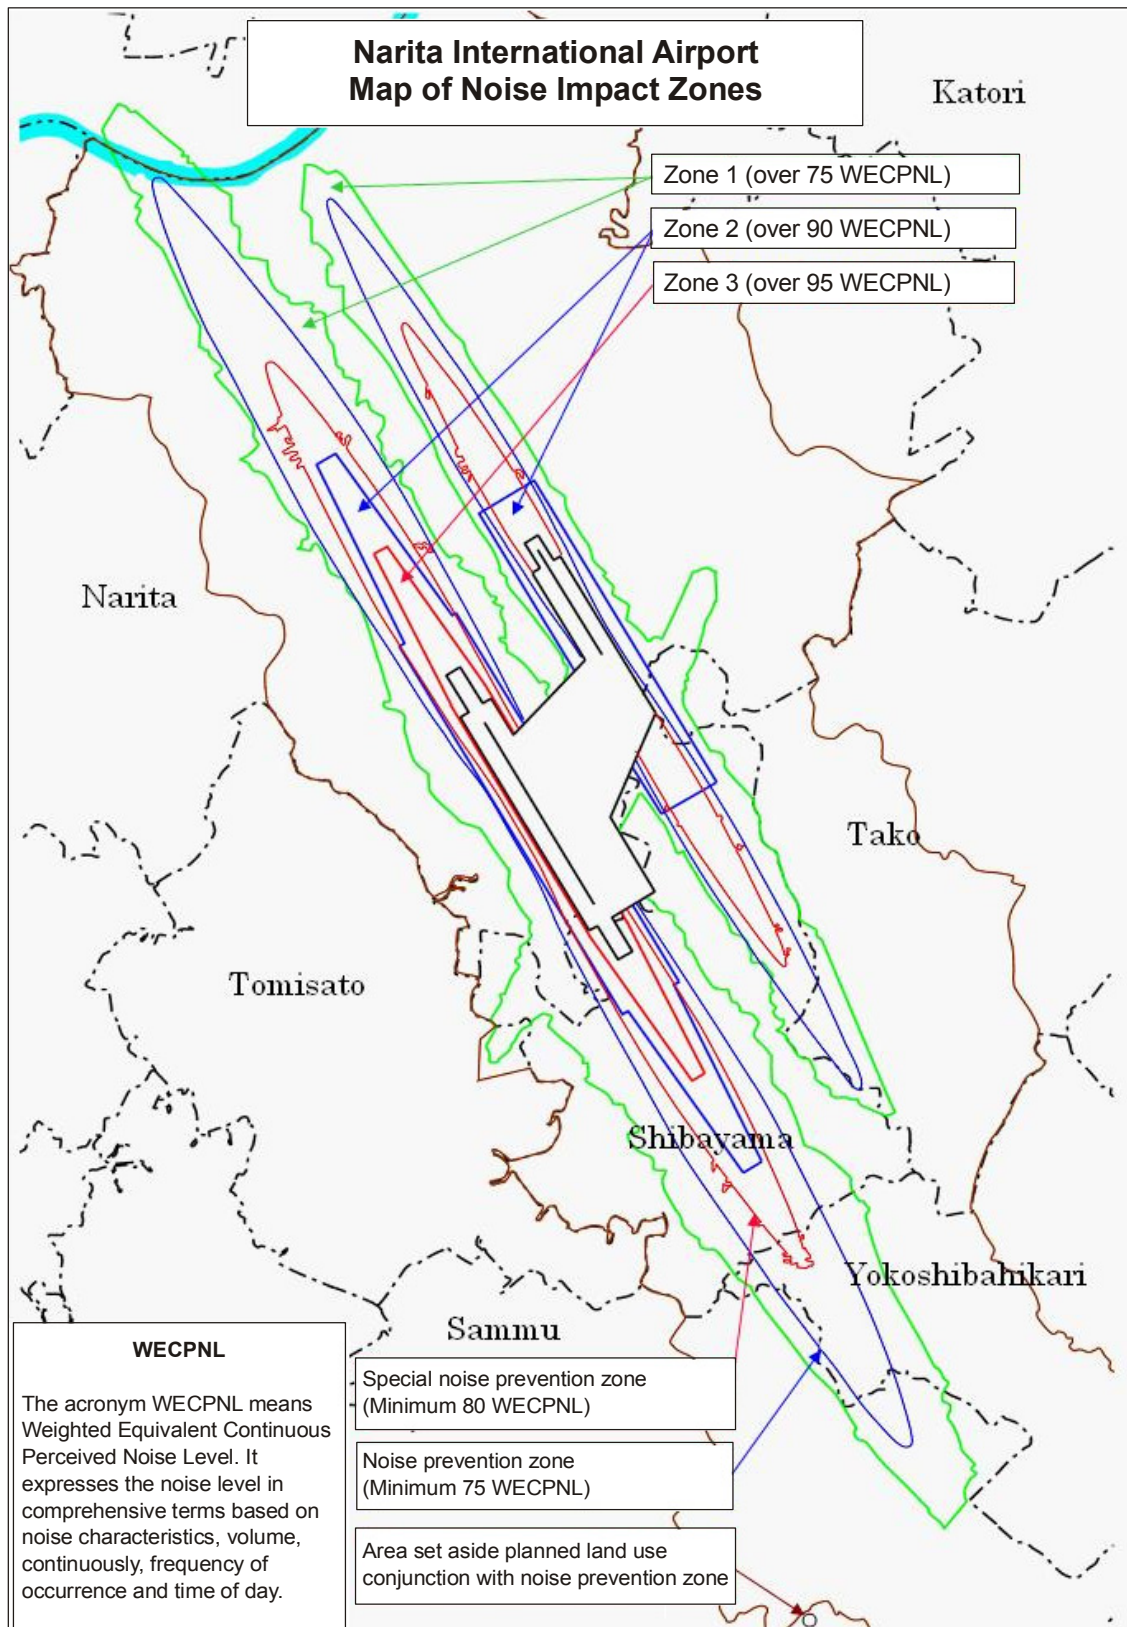 Narita International Airport
Map of Noise Impact Zones
Katori
Zone 1 (over 75 WECPNL)
Zone 2 (over 90 WECPNL)
Zone 3 (over 95 WECPNL)
Narita
Tako
Tomisato
Shibayama
Yokoshibahikari
Sammu
WECPNL
The acronym WECPNL means
Weighted Equivalent Continuous
Perceived Noise Level. It
expresses the noise level in
comprehensive terms based on
noise characteristics, volume,
continuously, frequency of
occurrence and time of day.
Special noise prevention zone
(Minimum 80 WECPNL)
Noise prevention zone
(Minimum 75 WECPNL)
Area set aside planned land use
conjunction with noise prevention zone